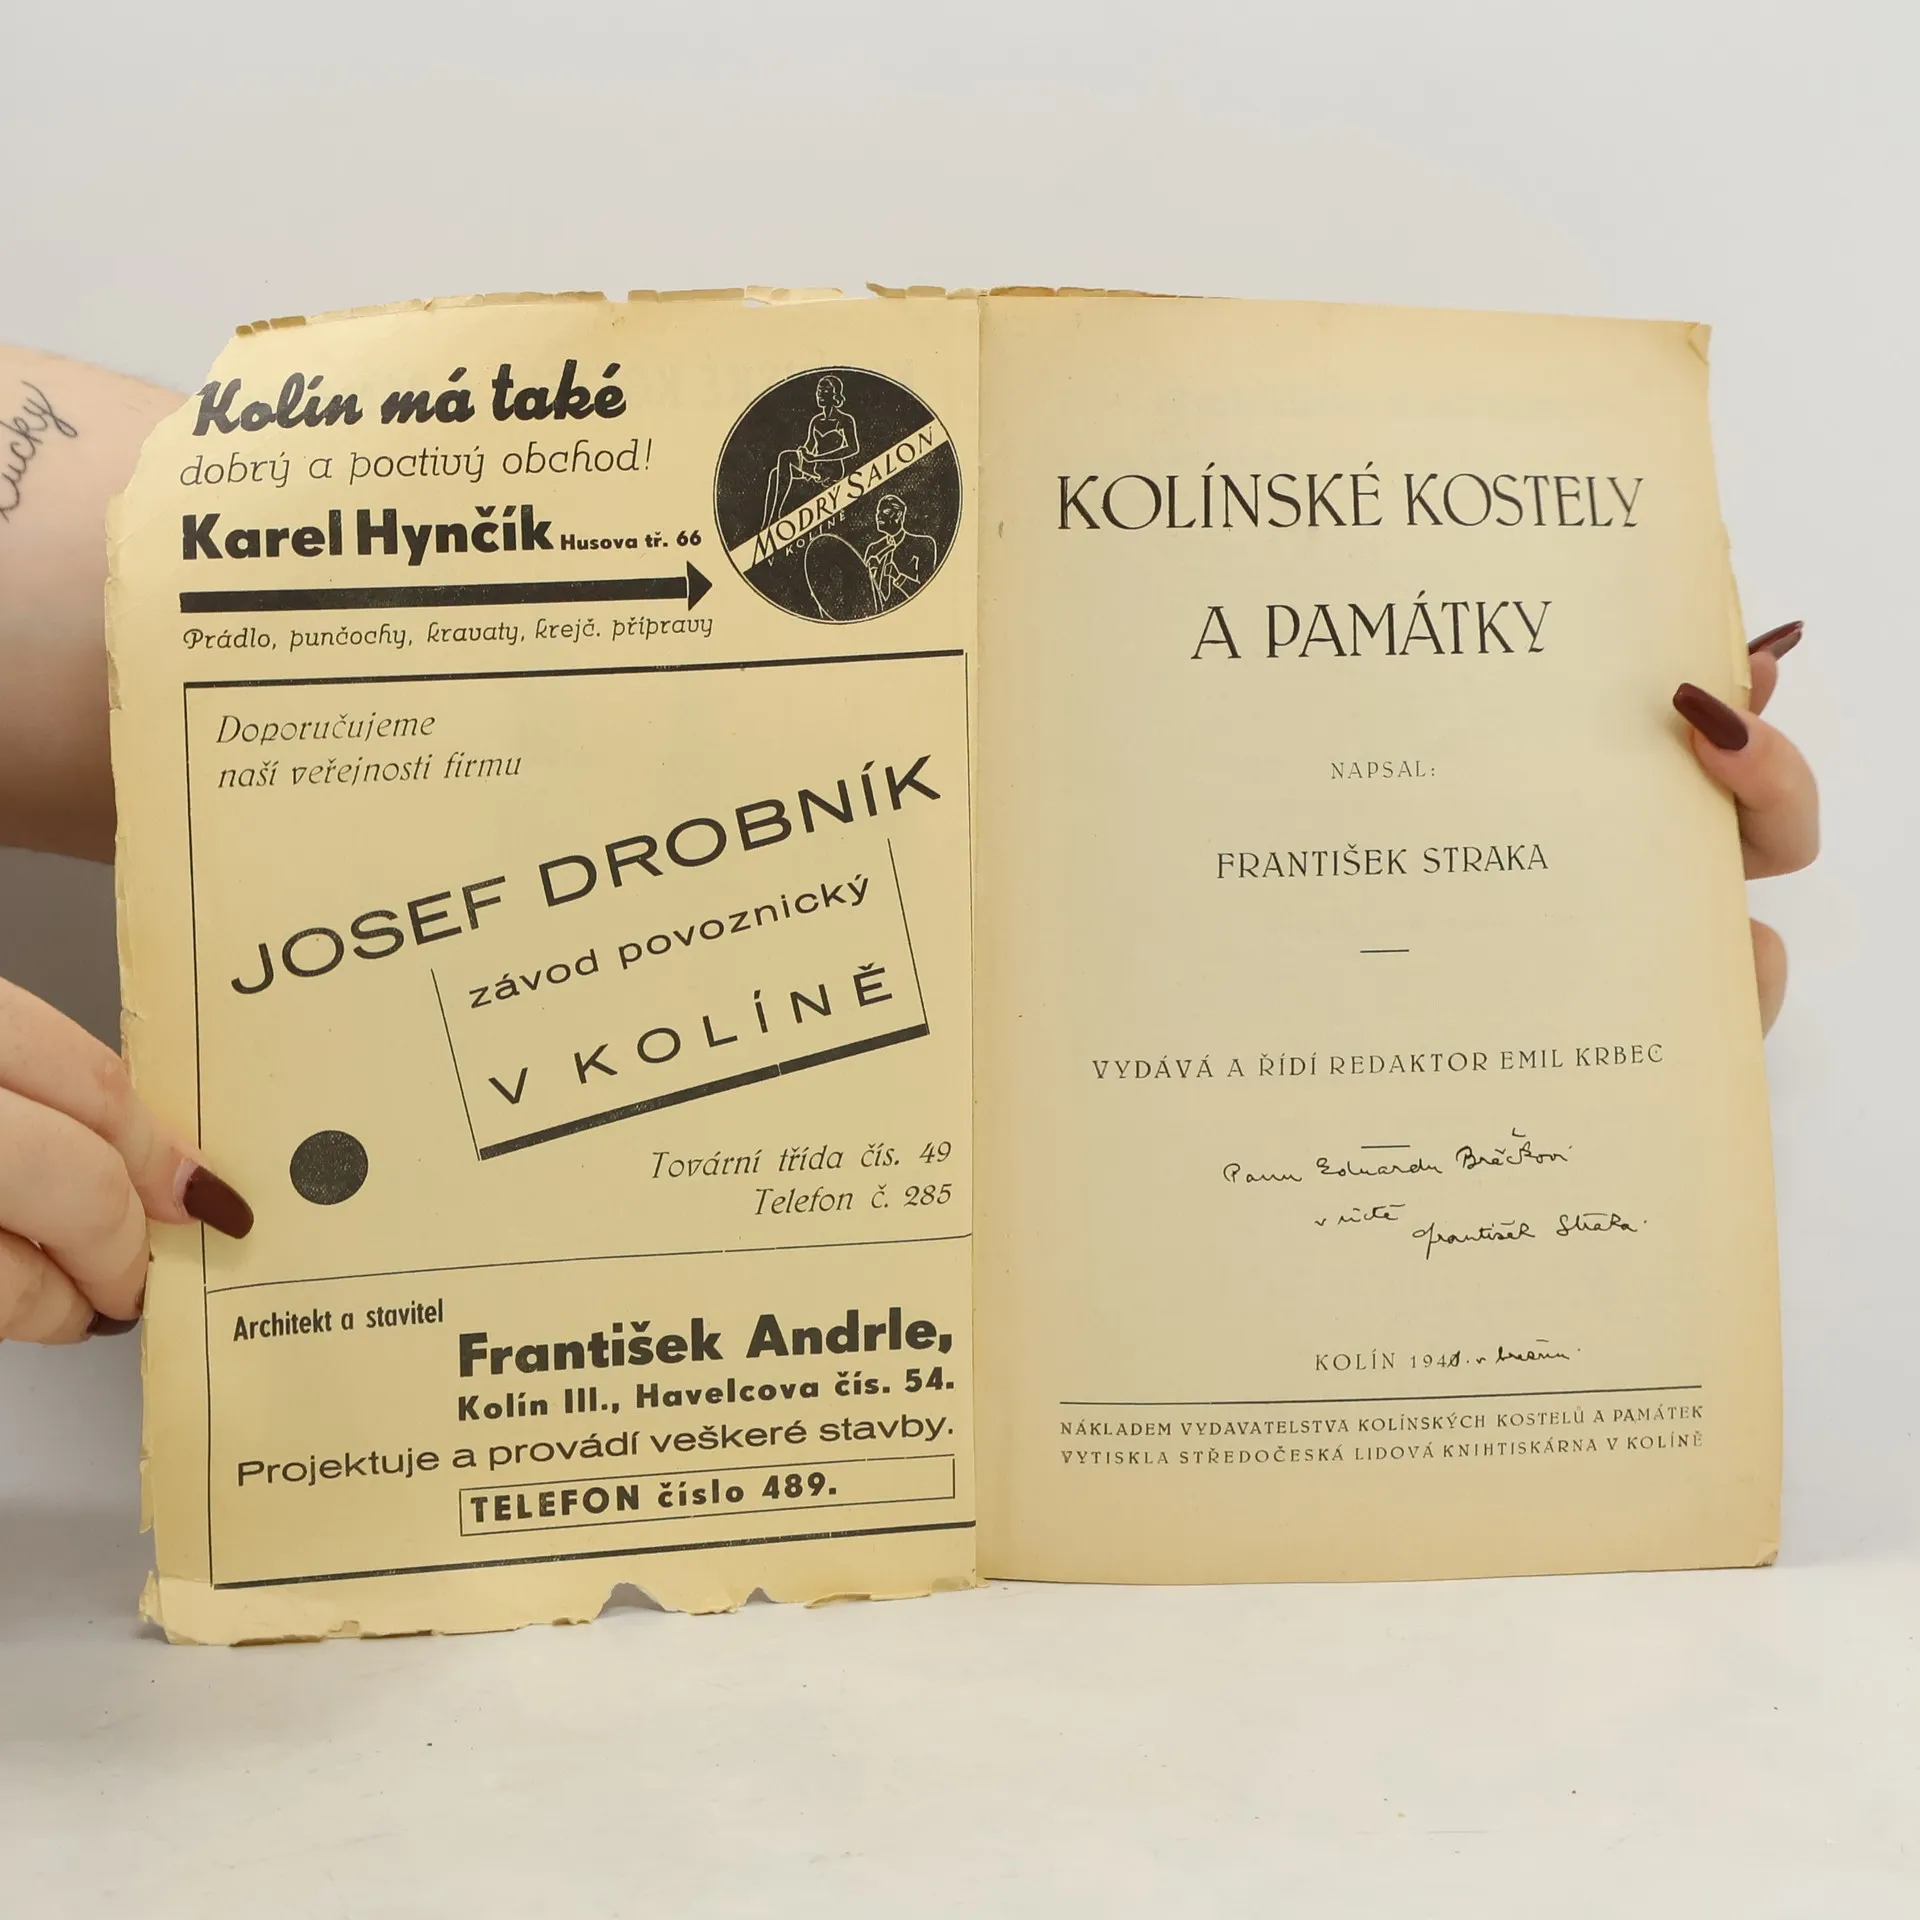 Lucky
Kolín má také
dobrý a poctivý obchod!
Karel Hynčík Husova tř. 66
Prádlo, punčochy, kravaty, krejč. přípravy
MODRÝ SALON
V KOLÍNĚ
Doporučujeme
naší veřejnosti firmu
JOSEF DROBNÍK
závod povoznický
V KOLÍNĚ
Tovární třída čís. 49
Telefon č. 285
Architekt a stavitel
František Andrle,
Kolín III., Havelcova čís. 54.
Projektuje a provádí veškeré stavby.
TELEFON číslo 489.
KOLÍNSKÉ KOSTELY
A PAMÁTKY
NAPSAL:
FRANTIŠEK STRAKA
VYDÁVÁ A ŘÍDÍ REDAKTOR EMIL KRBEC
Panu Eduardu
v úctě
František Straka.
KOLÍN 1941. v březnu.
NÁKLADEM VYDAVATELSTVA KOLÍNSKÝCH KOSTELŮ A PAMÁTEK
VYTISKLA STŘEDOČESKÁ LIDOVÁ KNIHTISKÁRNA V KOLÍNĚ